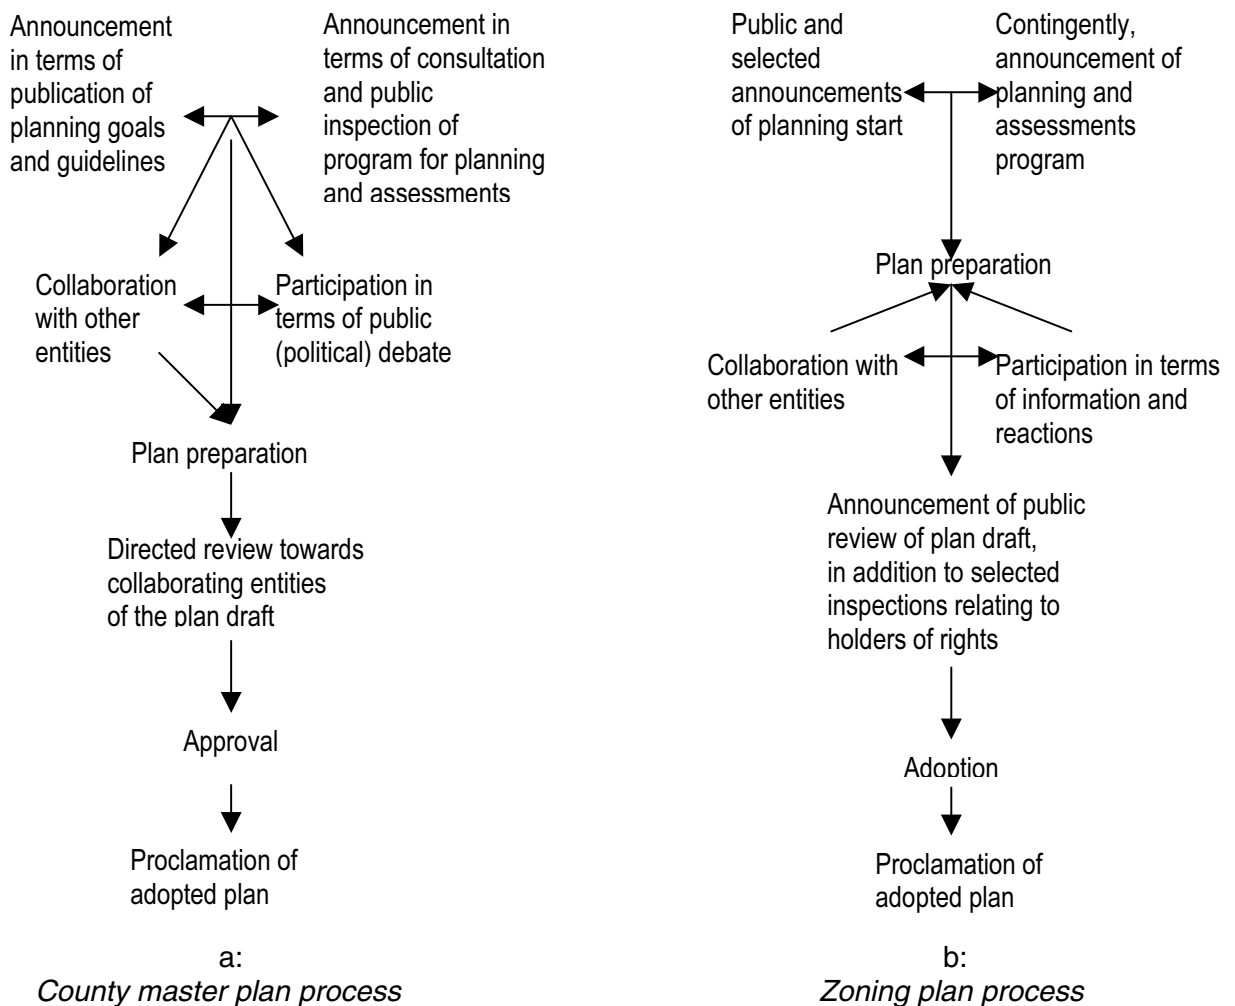 Announcement
in terms of
publication of
planning goals
and guidelines
Announcement in
terms of consultation
and public
inspection of
program for planning
and assessments
Collaboration
with other
entities
Participation in
terms of public
(political) debate
Plan preparation
Directed review towards
collaborating entities
of the plan draft
Approval
Proclamation of
adopted plan
a:
County master plan process
Public and
selected
announcements
of planning start
Contingently,
announcement of
planning and
assessments
program
Plan preparation
Collaboration with
other entities
Participation in terms
of information and
reactions
Announcement of public
review of plan draft,
in addition to selected
inspections relating to
holders of rights
Adoption
Proclamation of
adopted plan
b:
Zoning plan process